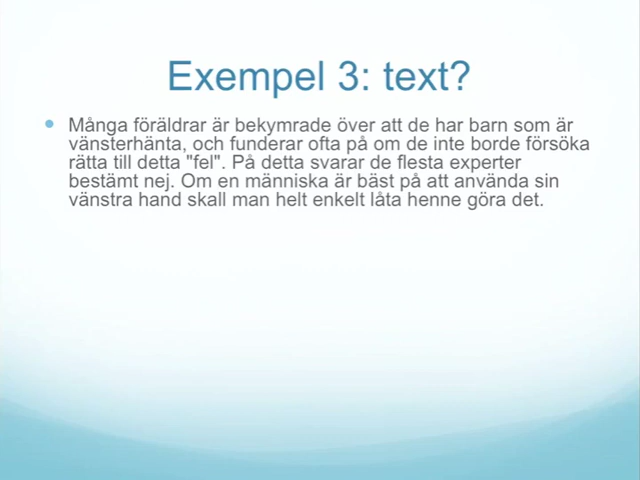 Exempel 3: text?
Många föräldrar är bekymrade över att de har barn som är
vänsterhänta, och funderar ofta på om de inte borde försöka
rätta till detta "fel". På detta svarar de flesta experter
bestämt nej. Om en människa är bäst på att använda sin
vänstra hand skall man helt enkelt låta henne göra det.